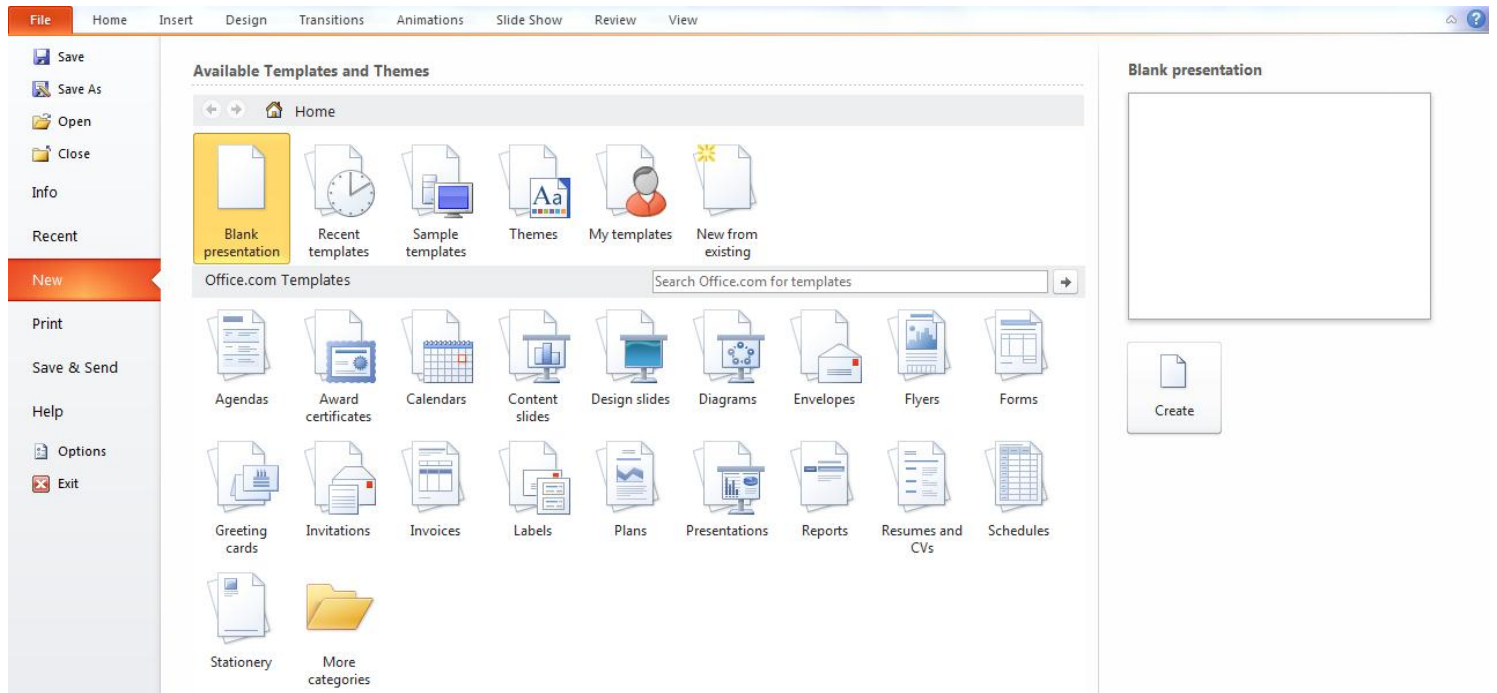 File Home Insert Design Transitions Animations Slide Show Review View
Save
Save As
Open
Close
Info
Recent
New
Print
Save & Send
Help
Options
Exit
Available Templates and Themes
Home
Blank presentation
Recent templates
Sample templates
Themes
My templates
New from existing
Office.com Templates
Search Office.com for templates
Agendas
Award certificates
Calendars
Content slides
Design slides
Diagrams
Envelopes
Flyers
Forms
Greeting cards
Invitations
Invoices
Labels
Plans
Presentations
Reports
Resumes and CVs
Schedules
Stationery
More categories
Blank presentation
Create
Aa
?